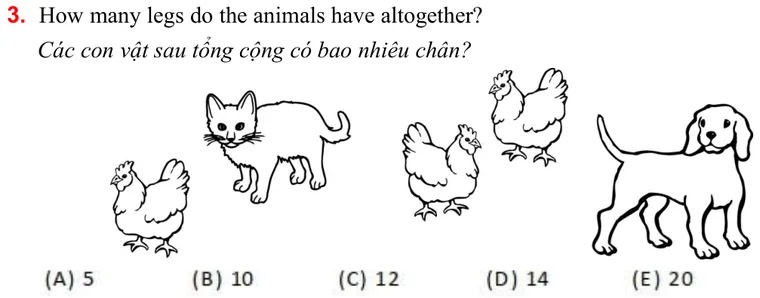 3. How many legs do the animals have altogether?
Các con vật sau tổng cộng có bao nhiêu chân?
(A) 5 (B) 10 (C) 12 (D) 14 (E) 20